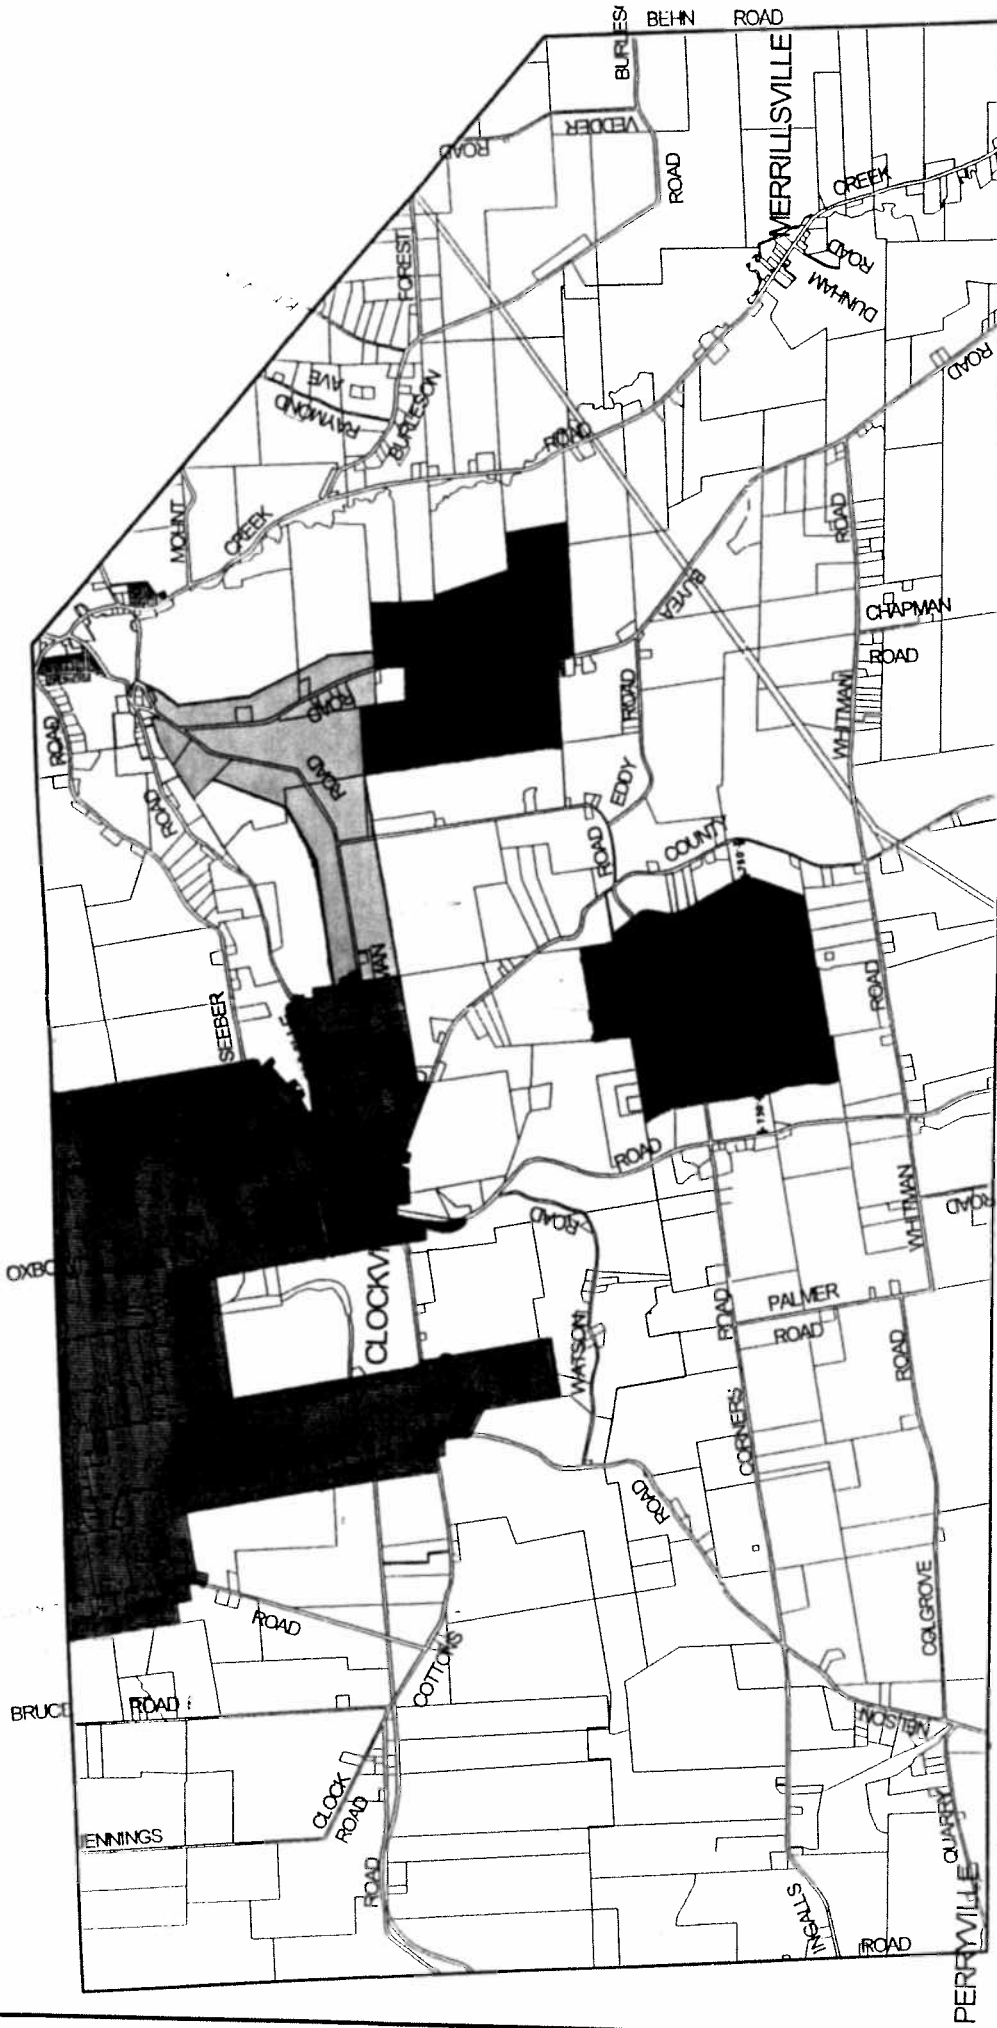 BEHN ROAD
BURLES
VEDDER
ROAD
ROAD
MERRILLSVILLE
CREEK
FOREST
ROAD
DUNHAM
AVE
RAYMOND
BURLESON
ROAD
ROAD
MOUNT
CREEK
ROAD
BUYEA
CHAPMAN
ROAD
ROAD
ROAD
WHITMAN
ROAD
ROAD
EDDY
ROAD
COUNTY
ROAD
MAN
ROAD
SEEBER
ROAD
ROAD
WHITMAN
ROAD
OXBO
CLOCKV
WATSON
ROAD
PALMER
ROAD
ROAD
CORNERS
ROAD
COLGROVE
ROAD
COTTONS
BRUCE
ROAD
NELSON
CLOCK
ROAD
JENNINGS
QUARRY
ROAD
INGALLS
ROAD
PERRYVILLE